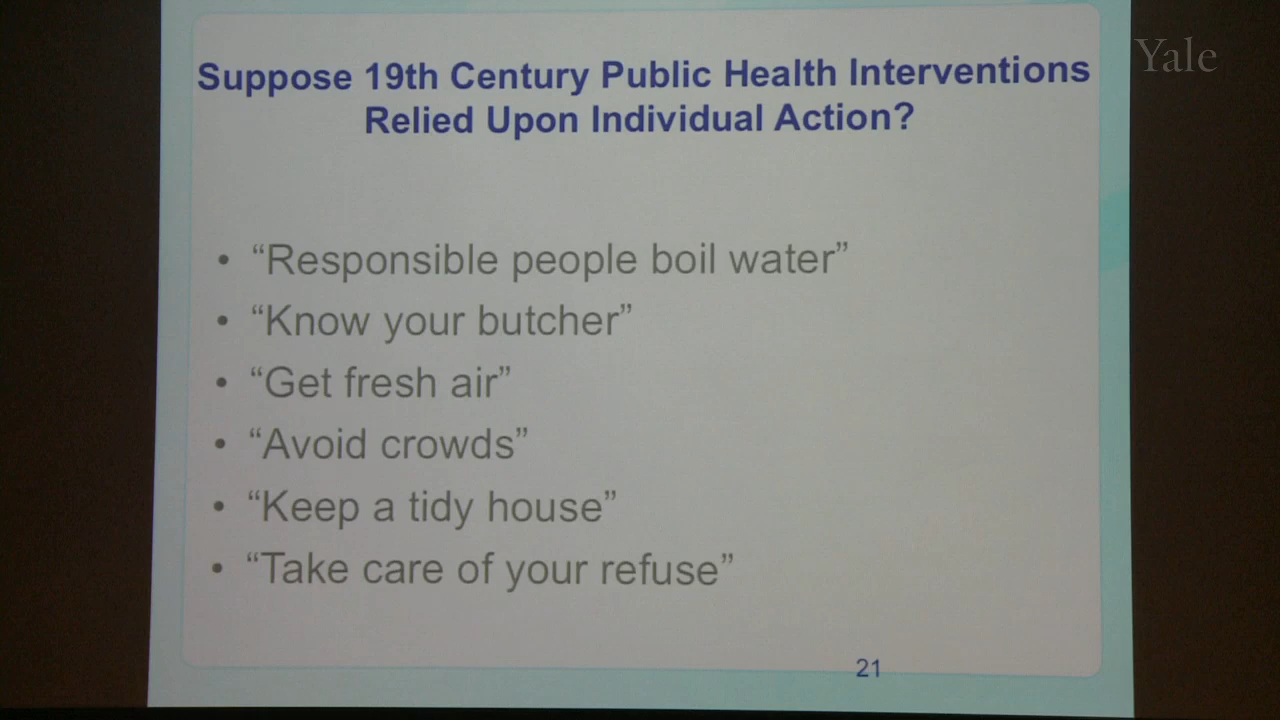 Yale
Suppose 19th Century Public Health Interventions
Relied Upon Individual Action?
• “Responsible people boil water”
• “Know your butcher”
• “Get fresh air”
• “Avoid crowds”
• “Keep a tidy house”
• “Take care of your refuse”
21